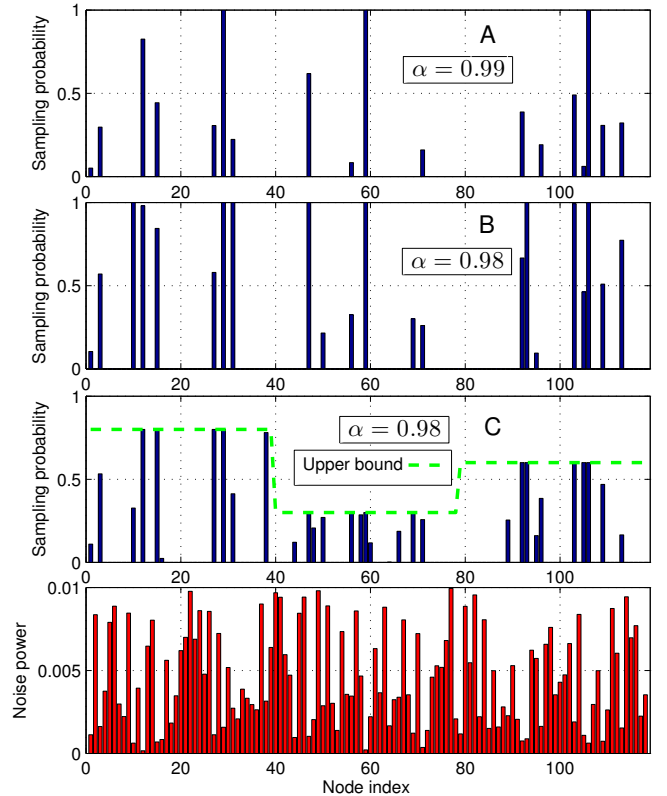 1
A
α = 0.99
0.5
Sampling probability
0
0 20 40 60 80 100
1
B
α = 0.98
0.5
Sampling probability
0
0 20 40 60 80 100
1
α = 0.98
C
Upper bound
0.5
Sampling probability
0
0 20 40 60 80 100
0.01
0.005
Noise power
0
0 20 40 60 80 100
Node index